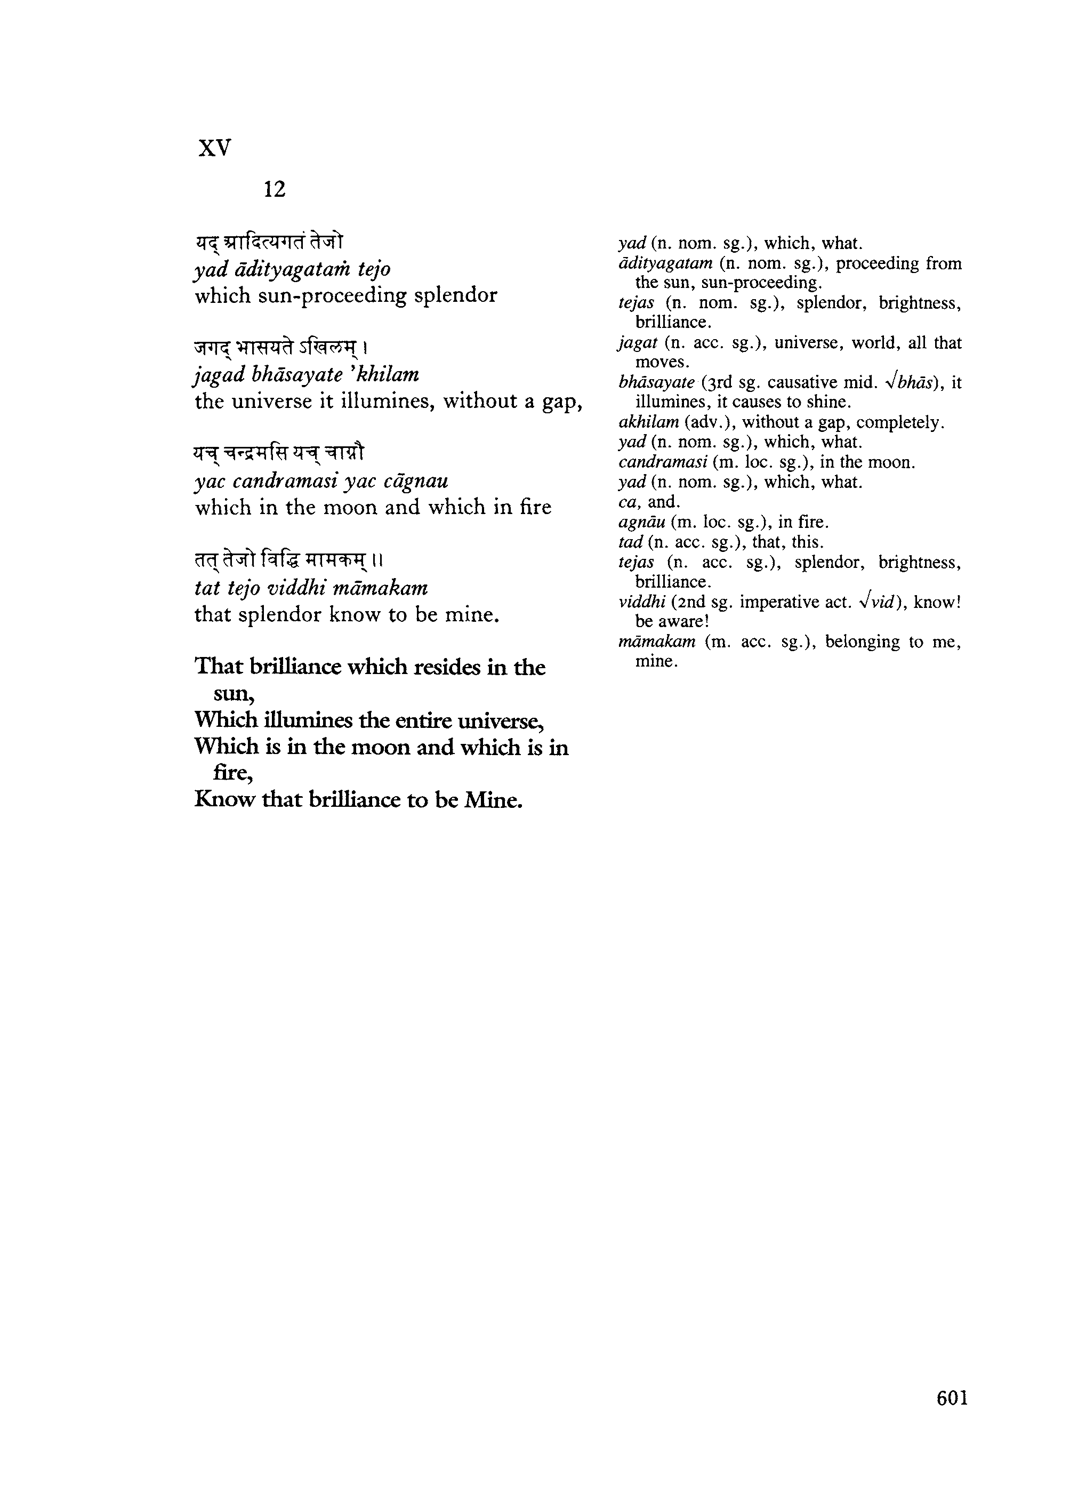 XV
12
यद् आदित्यगतं तेजो
yad ādityagataṁ tejo
which sun-proceeding splendor
जगद् भासयते ऽखिलम् ।
jagad bhāsayate ’khilam
the universe it illumines, without a gap,
यच् चन्द्रमसि यच् चाग्नौ
yac candramasi yac cāgnau
which in the moon and which in fire
तत् तेजो विद्धि मामकम् ॥
tat tejo viddhi māmakam
that splendor know to be mine.
That brilliance which resides in the
sun,
Which illumines the entire universe,
Which is in the moon and which is in
fire,
Know that brilliance to be Mine.
yad (n. nom. sg.), which, what.
ādityagatam (n. nom. sg.), proceeding from
the sun, sun-proceeding.
tejas (n. nom. sg.), splendor, brightness,
brilliance.
jagat (n. acc. sg.), universe, world, all that
moves.
bhāsayate (3rd sg. causative mid. √bhās), it
illumines, it causes to shine.
akhilam (adv.), without a gap, completely.
yad (n. nom. sg.), which, what.
candramasi (m. loc. sg.), in the moon.
yad (n. nom. sg.), which, what.
ca, and.
agnāu (m. loc. sg.), in fire.
tad (n. acc. sg.), that, this.
tejas (n. acc. sg.), splendor, brightness,
brilliance.
viddhi (2nd sg. imperative act. √vid), know!
be aware!
māmakam (m. acc. sg.), belonging to me,
mine.
601